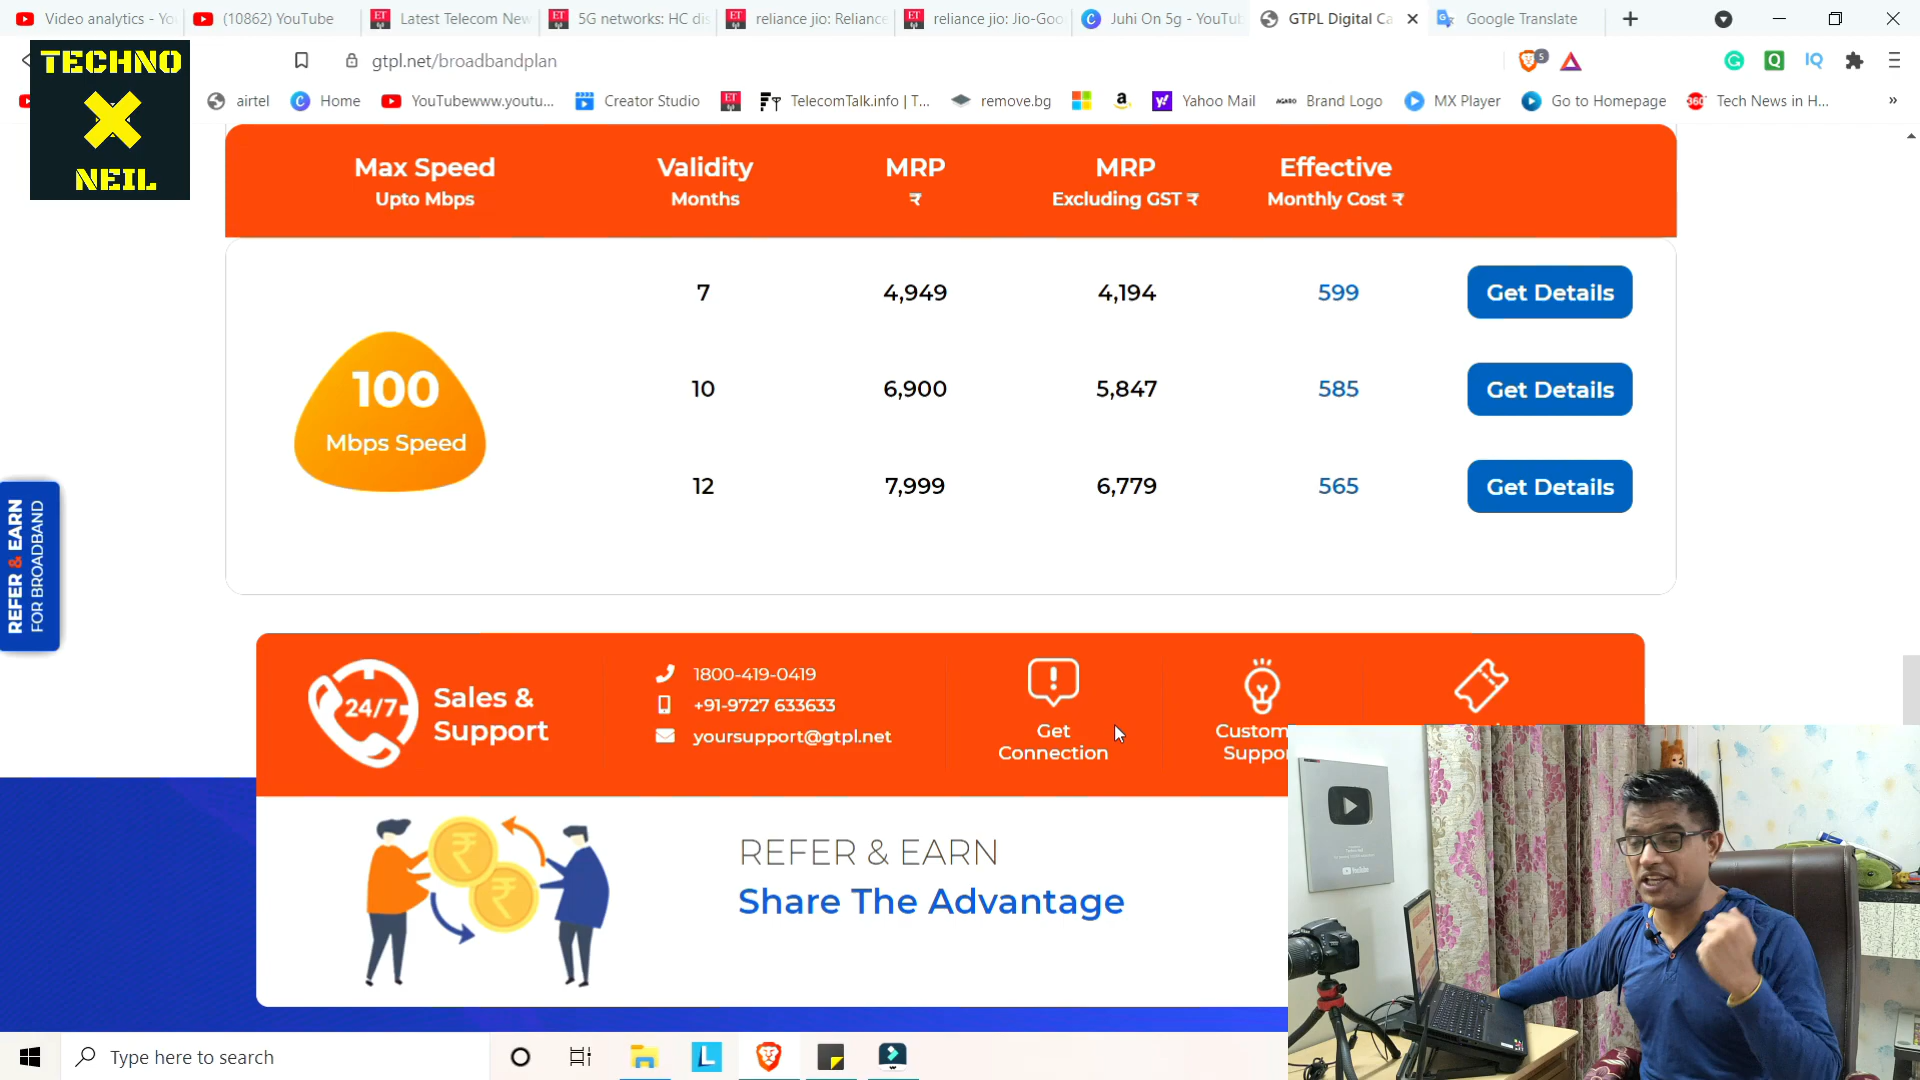 Video analytics - Yo
(10862) YouTube
Latest Telecom New
5G networks: HC dis
reliance jio: Reliance
reliance jio: Jio-Goo
Juhi On 5g - YouTub
GTPL Digital Ca
Google Translate
gtpl.net/broadbandplan
5
airtel
Home
YouTubewww.youtu...
Creator Studio
TelecomTalk.info | T...
remove.bg
Yahoo Mail
Brand Logo
MX Player
Go to Homepage
Tech News in H...
TECHNO
X
NEIL
Max Speed
Upto Mbps
Validity
Months
MRP
₹
MRP
Excluding GST ₹
Effective
Monthly Cost ₹
7 4,949 4,194 599 Get Details
100
Mbps Speed
10 6,900 5,847 585 Get Details
12 7,999 6,779 565 Get Details
REFER & EARN
FOR BROADBAND
24/7
Sales &
Support
1800-419-0419
+91-9727 633633
yoursupport@gtpl.net
Get
Connection
Custom
Suppo
REFER & EARN
Share The Advantage
Type here to search